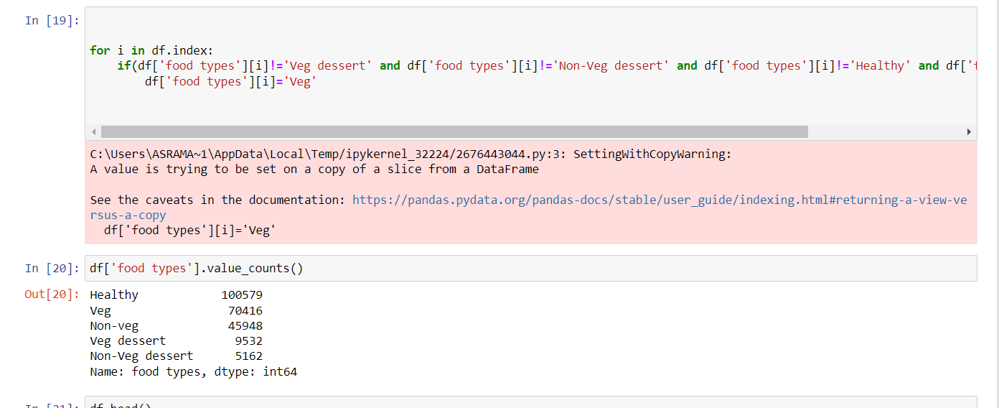 In [19]:
for i in df.index:
    if(df['food types'][i]!='Veg dessert' and df['food types'][i]!='Non-Veg dessert' and df['food types'][i]!='Healthy' and df['f
        df['food types'][i]='Veg'
C:\Users\ASRAMA~1\AppData\Local\Temp/ipykernel_32224/2676443044.py:3: SettingWithCopyWarning:
A value is trying to be set on a copy of a slice from a DataFrame
See the caveats in the documentation: https://pandas.pydata.org/pandas-docs/stable/user_guide/indexing.html#returning-a-view-ve
rsus-a-copy
  df['food types'][i]='Veg'
In [20]: df['food types'].value_counts()
Out[20]: Healthy            100579
Veg                 70416
Non-veg             45948
Veg dessert          9532
Non-Veg dessert      5162
Name: food types, dtype: int64
In [21]: df.head()